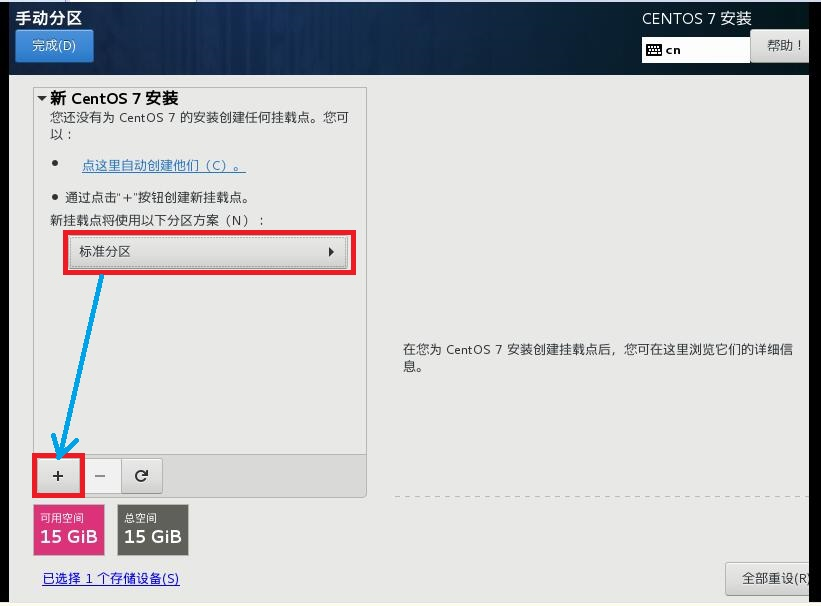 手动分区
CENTOS 7 安装
完成(D)
cn
帮助！
新 CentOS 7 安装
您还没有为 CentOS 7 的安装创建任何挂载点。您可
以：
点这里自动创建他们（C）。
通过点击“+”按钮创建新挂载点。
新挂载点将使用以下分区方案（N）：
标准分区
在您为 CentOS 7 安装创建挂载点后，您可在这里浏览它们的详细信
息。
+ −
可用空间
15 GiB
总空间
15 GiB
已选择 1 个存储设备(S)
全部重设(R)